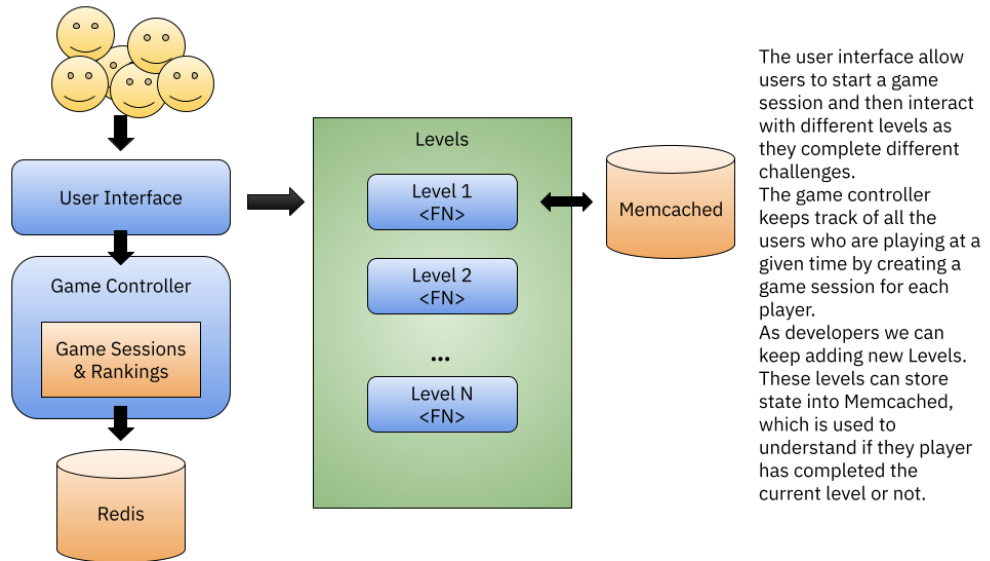 User Interface
Game Controller
Game Sessions
& Rankings
Redis
Levels
Level 1
<FN>
Level 2
<FN>
...
Level N
<FN>
Memcached
The user interface allow
users to start a game
session and then interact
with different levels as
they complete different
challenges.
The game controller
keeps track of all the
users who are playing at a
given time by creating a
game session for each
player.
As developers we can
keep adding new Levels.
These levels can store
state into Memcached,
which is used to
understand if they player
has completed the
current level or not.